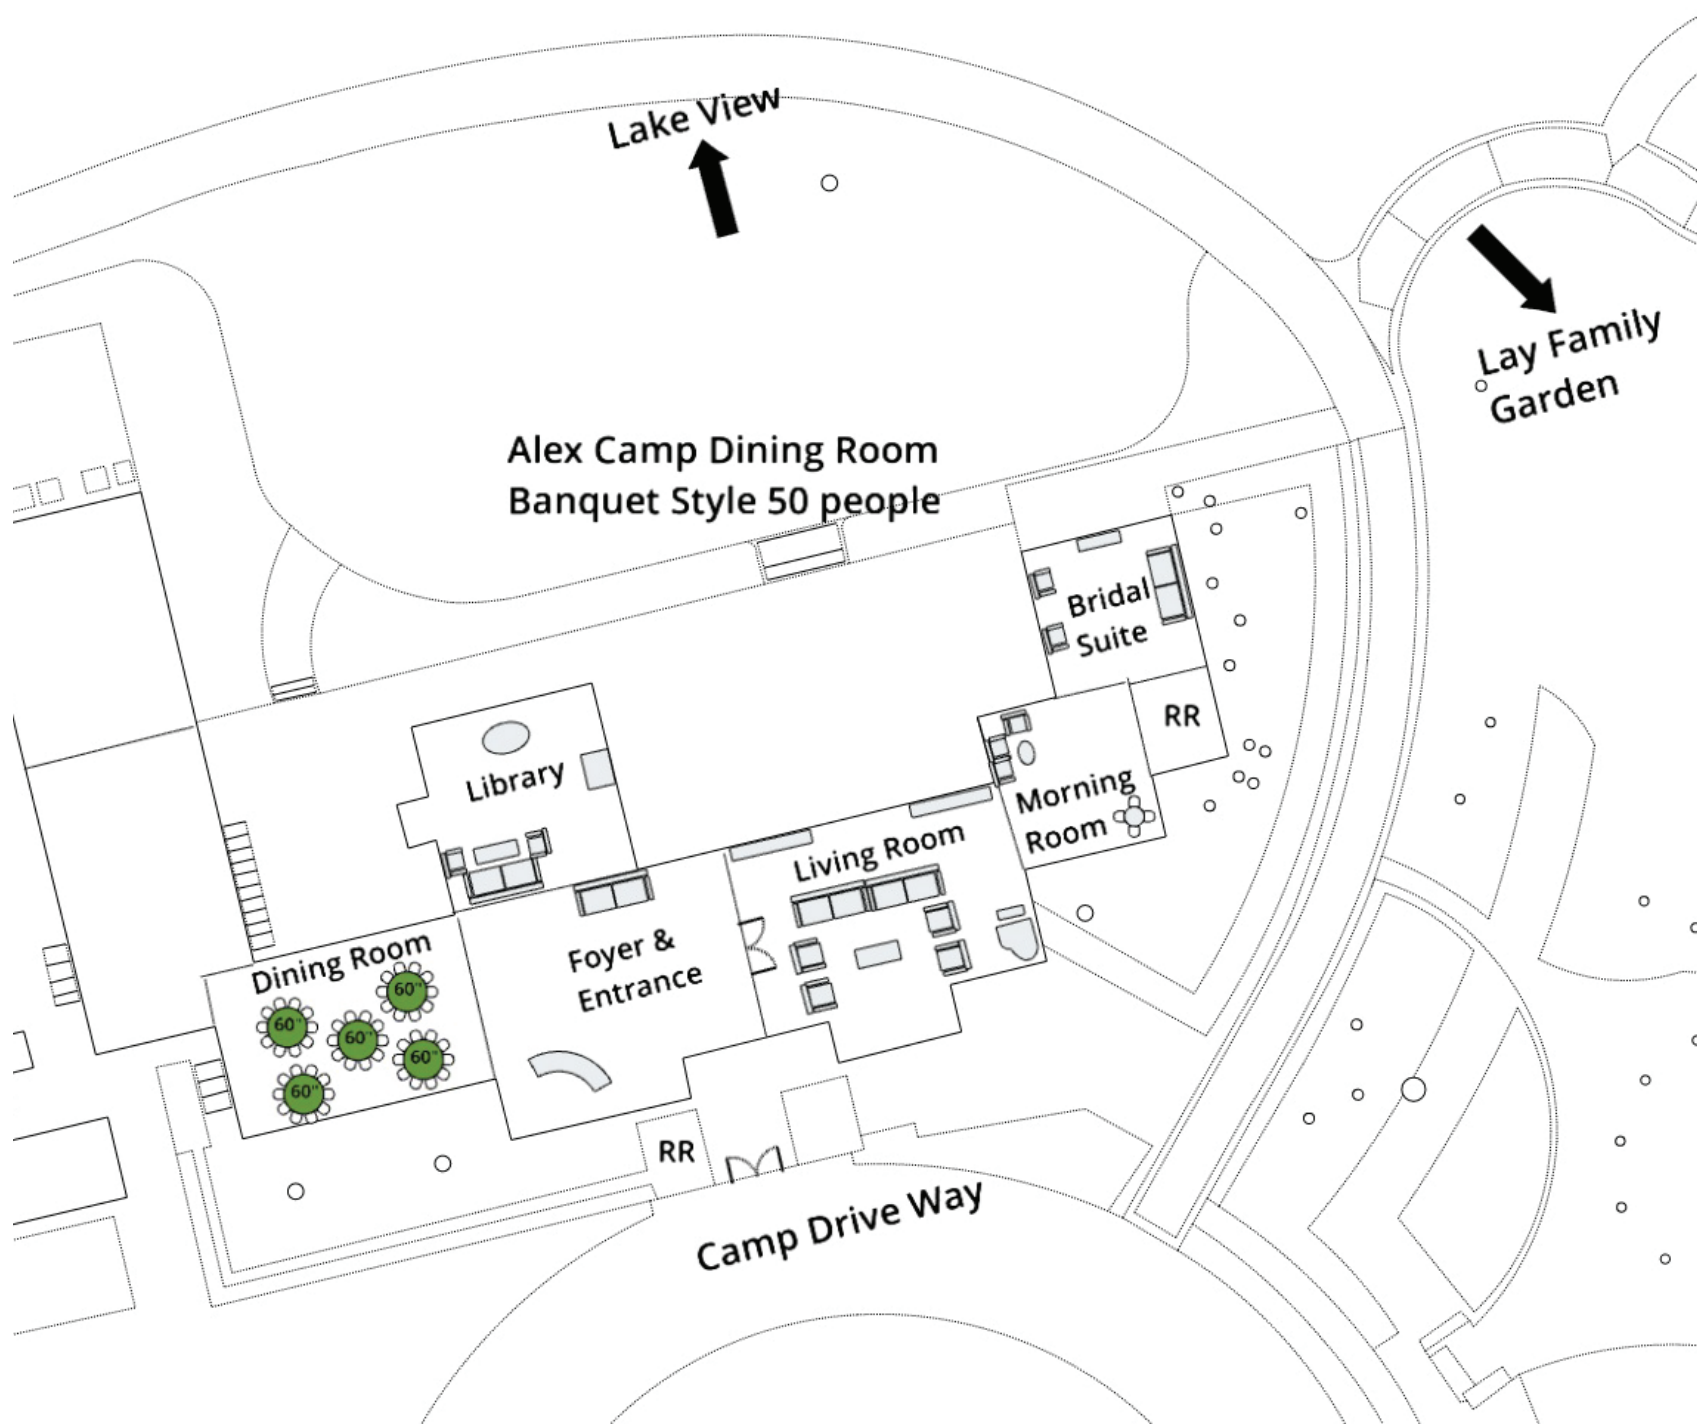 Lake View
Lay Family
Garden
Alex Camp Dining Room
Banquet Style 50 people
Bridal
Suite
RR
Library
Morning
Room
Living Room
Foyer &
Entrance
Dining Room
60"
60"
60"
60"
60"
RR
Camp Drive Way